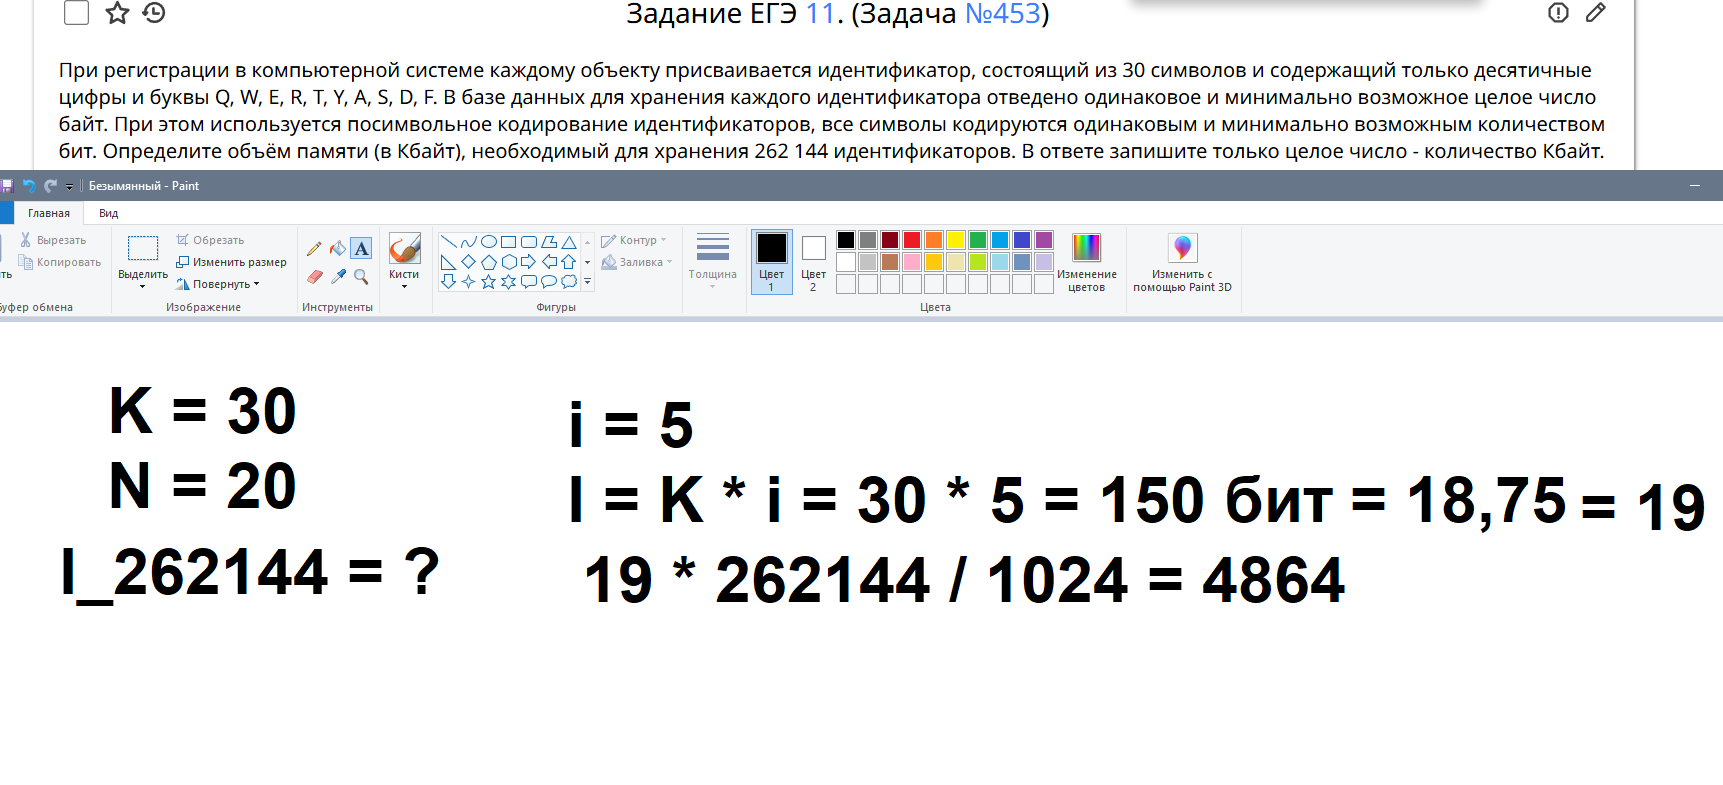 Задание ЕГЭ 11. (Задача №453)
При регистрации в компьютерной системе каждому объекту присваивается идентификатор, состоящий из 30 символов и содержащий только десятичные
цифры и буквы Q, W, E, R, T, Y, A, S, D, F. В базе данных для хранения каждого идентификатора отведено одинаковое и минимально возможное целое число
байт. При этом используется посимвольное кодирование идентификаторов, все символы кодируются одинаковым и минимально возможным количеством
бит. Определите объём памяти (в Кбайт), необходимый для хранения 262 144 идентификаторов. В ответе запишите только целое число - количество Кбайт.
Безымянный - Paint
Главная Вид
Вырезать
Копировать
ть
уфер обмена
Выделить
Обрезать
Изменить размер
Повернуть
Изображение
A
Инструменты
Кисти
Контур
Заливка
Фигуры
Толщина
Цвет 1
Цвет 2
Изменение цветов
Цвета
Изменить с помощью Paint 3D
K = 30
N = 20
I_262144 = ?
i = 5
I = K * i = 30 * 5 = 150 бит = 18,75 = 19
19 * 262144 / 1024 = 4864